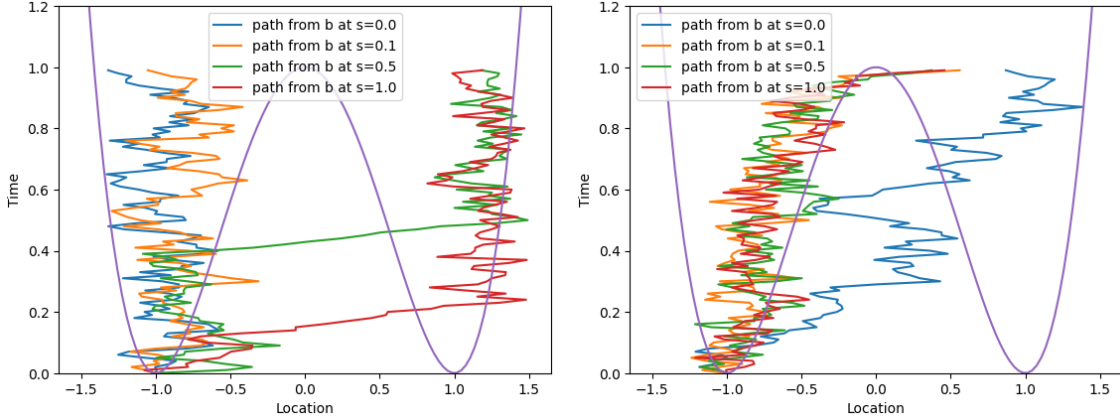 path from b at s=0.0
path from b at s=0.1
path from b at s=0.5
path from b at s=1.0
Time
1.2
1.0
0.8
0.6
0.4
0.2
0.0
−1.5
−1.0
−0.5
0.0
0.5
1.0
1.5
Location
path from b at s=0.0
path from b at s=0.1
path from b at s=0.5
path from b at s=1.0
Time
1.2
1.0
0.8
0.6
0.4
0.2
0.0
−1.5
−1.0
−0.5
0.0
0.5
1.0
1.5
Location